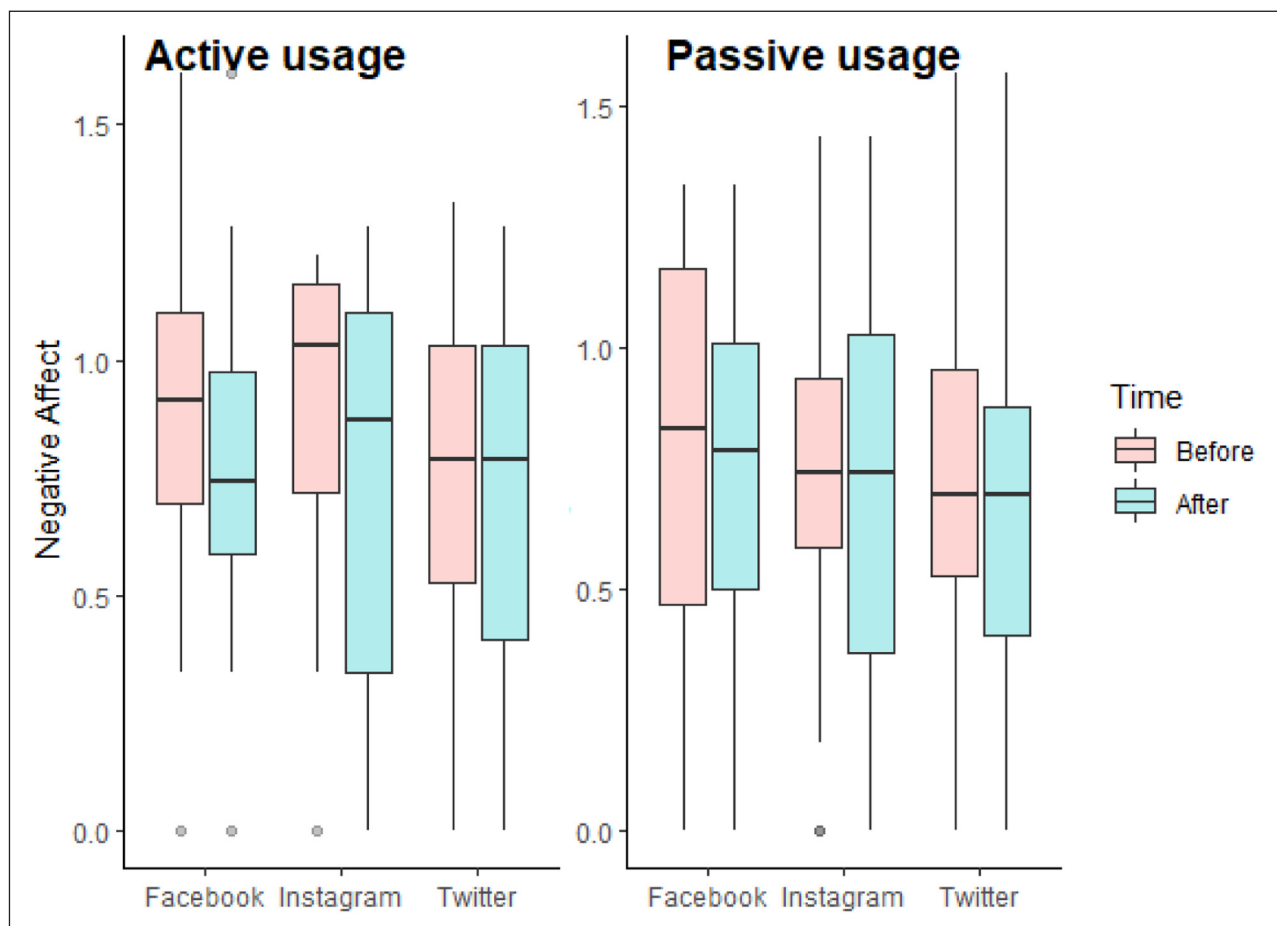 Active usage
Passive usage
Negative Affect
1.5
1.0
0.5
0.0
Facebook Instagram Twitter
1.5
1.0
0.5
0.0
Facebook Instagram Twitter
Time
Before
After